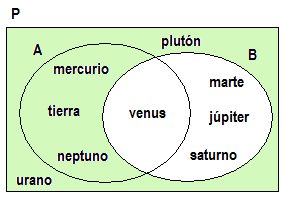 P
plutón
A
B
mercurio
marte
tierra
venus
júpiter
neptuno
saturno
urano